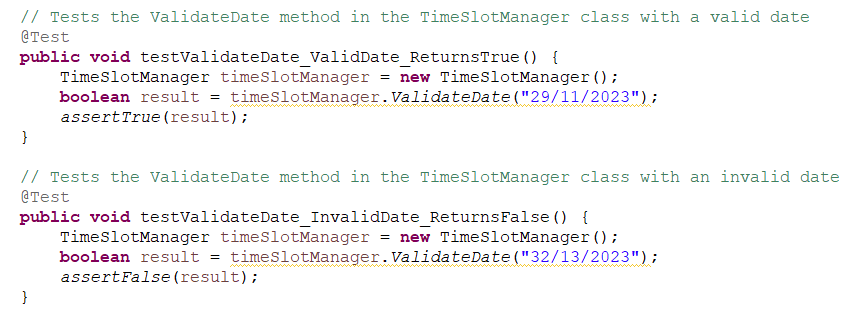 // Tests the ValidateDate method in the TimeSlotManager class with a valid date
@Test
public void testValidateDate_ValidDate_ReturnsTrue() {
    TimeSlotManager timeSlotManager = new TimeSlotManager();
    boolean result = timeSlotManager.ValidateDate("29/11/2023");
    assertTrue(result);
}

// Tests the ValidateDate method in the TimeSlotManager class with an invalid date
@Test
public void testValidateDate_InvalidDate_ReturnsFalse() {
    TimeSlotManager timeSlotManager = new TimeSlotManager();
    boolean result = timeSlotManager.ValidateDate("32/13/2023");
    assertFalse(result);
}